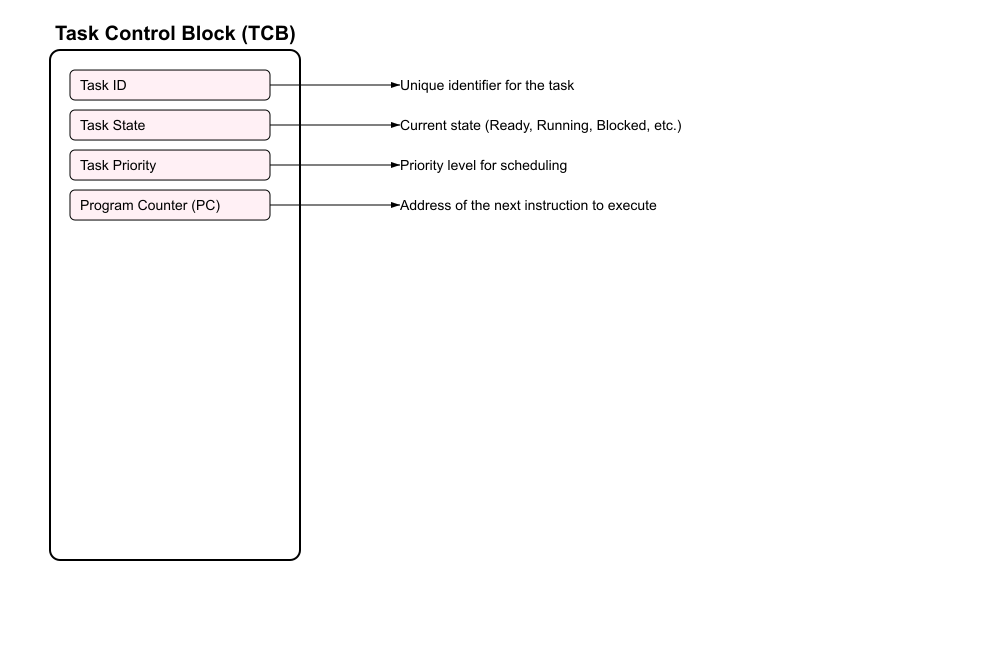 Task Control Block (TCB)
Task ID
Unique identifier for the task
Task State
Current state (Ready, Running, Blocked, etc.)
Task Priority
Priority level for scheduling
Program Counter (PC)
Address of the next instruction to execute